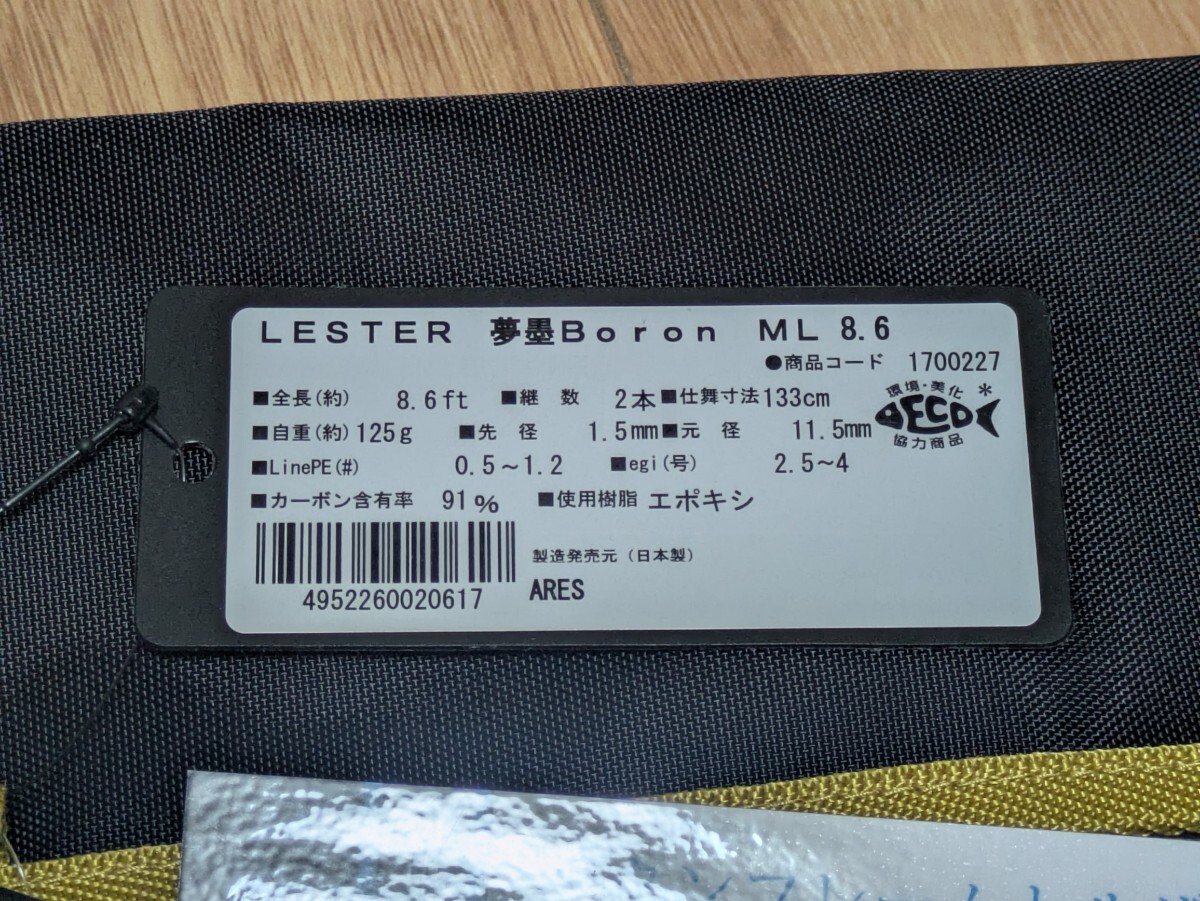 LESTER 夢墨Boron ML 8.6
●商品コード 1700227
■全長(約) 8.6ft ■継数 2本 ■仕舞寸法 133cm
■自重(約) 125g ■先径 1.5mm ■元径 11.5mm
■LinePE(#) 0.5～1.2 ■egi(号) 2.5～4
■カーボン含有率 91% ■使用樹脂 エポキシ
環境・美化
ECO
協力商品
4952260020617
製造発売元（日本製）
ARES